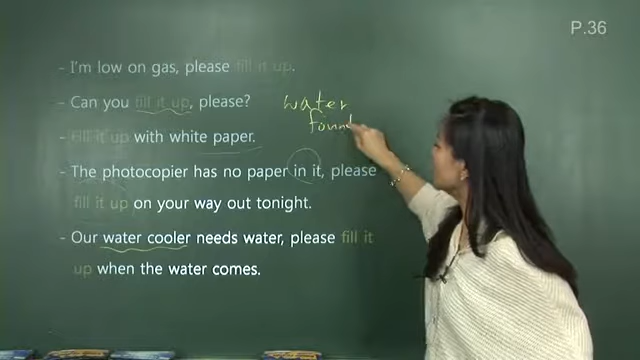 P.36
- I'm low on gas, please fill it up.
- Can you fill it up, please?
water
found
- fill it up with white paper.
- The photocopier has no paper in it, please
fill it up on your way out tonight.
- Our water cooler needs water, please fill it
up when the water comes.